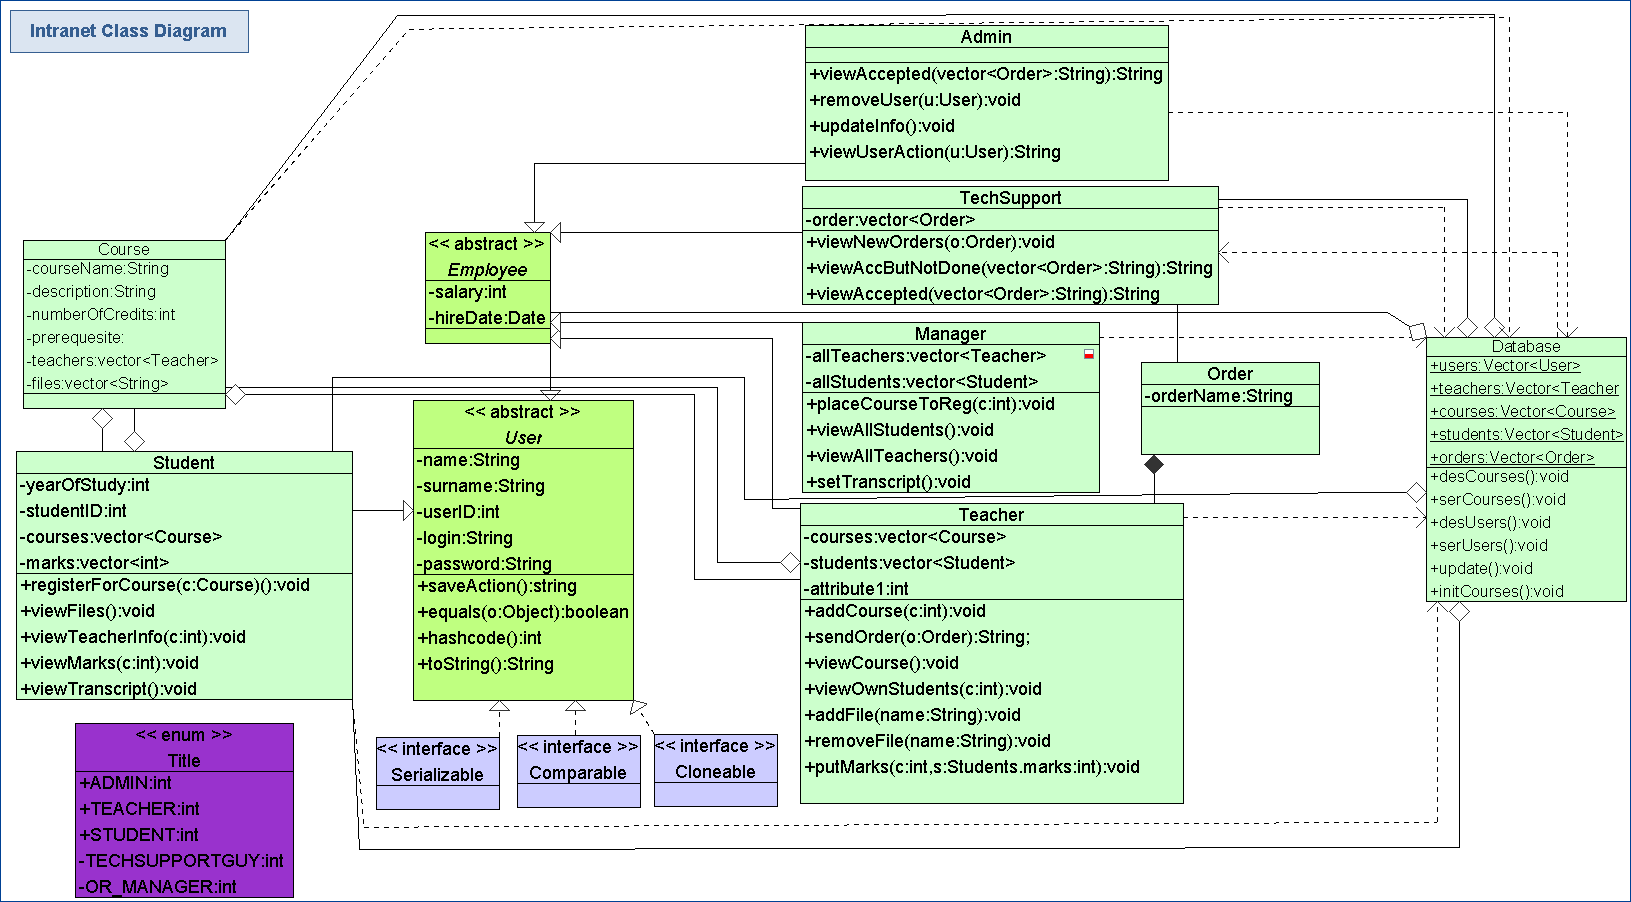 Intranet Class Diagram
Admin
+viewAccepted(vector<Order>:String):String
+removeUser(u:User):void
+updateInfo():void
+viewUserAction(u:User):String
TechSupport
-order:vector<Order>
+viewNewOrders(o:Order):void
+viewAccButNotDone(vector<Order>:String):String
+viewAccepted(vector<Order>:String):String
<< abstract >>
Employee
-salary:int
-hireDate:Date
Course
-courseName:String
-description:String
-numberOfCredits:int
-prerequesite:
-teachers:vector<Teacher>
-files:vector<String>
Manager
-allTeachers:vector<Teacher>
-allStudents:vector<Student>
+placeCourseToReg(c:int):void
+viewAllStudents():void
+viewAllTeachers():void
+setTranscript():void
Order
-orderName:String
Database
+users:Vector<User>
+teachers:Vector<Teacher
+courses:Vector<Course>
+students:Vector<Student>
+orders:Vector<Order>
+desCourses():void
+serCourses():void
+desUsers():void
+serUsers():void
+update():void
+initCourses():void
<< abstract >>
User
-name:String
-surname:String
-userID:int
-login:String
-password:String
+saveAction():string
+equals(o:Object):boolean
+hashcode():int
+toString():String
Student
-yearOfStudy:int
-studentID:int
-courses:vector<Course>
-marks:vector<int>
+registerForCourse(c:Course)():void
+viewFiles():void
+viewTeacherInfo(c:int):void
+viewMarks(c:int):void
+viewTranscript():void
Teacher
-courses:vector<Course>
-students:vector<Student>
-attribute1:int
+addCourse(c:int):void
+sendOrder(o:Order):String;
+viewCourse():void
+viewOwnStudents(c:int):void
+addFile(name:String):void
+removeFile(name:String):void
+putMarks(c:int,s:Students.marks:int):void
<< interface >>
Serializable
<< interface >>
Comparable
<< interface >>
Cloneable
<< enum >>
Title
+ADMIN:int
+TEACHER:int
+STUDENT:int
-TECHSUPPORTGUY:int
-OR_MANAGER:int